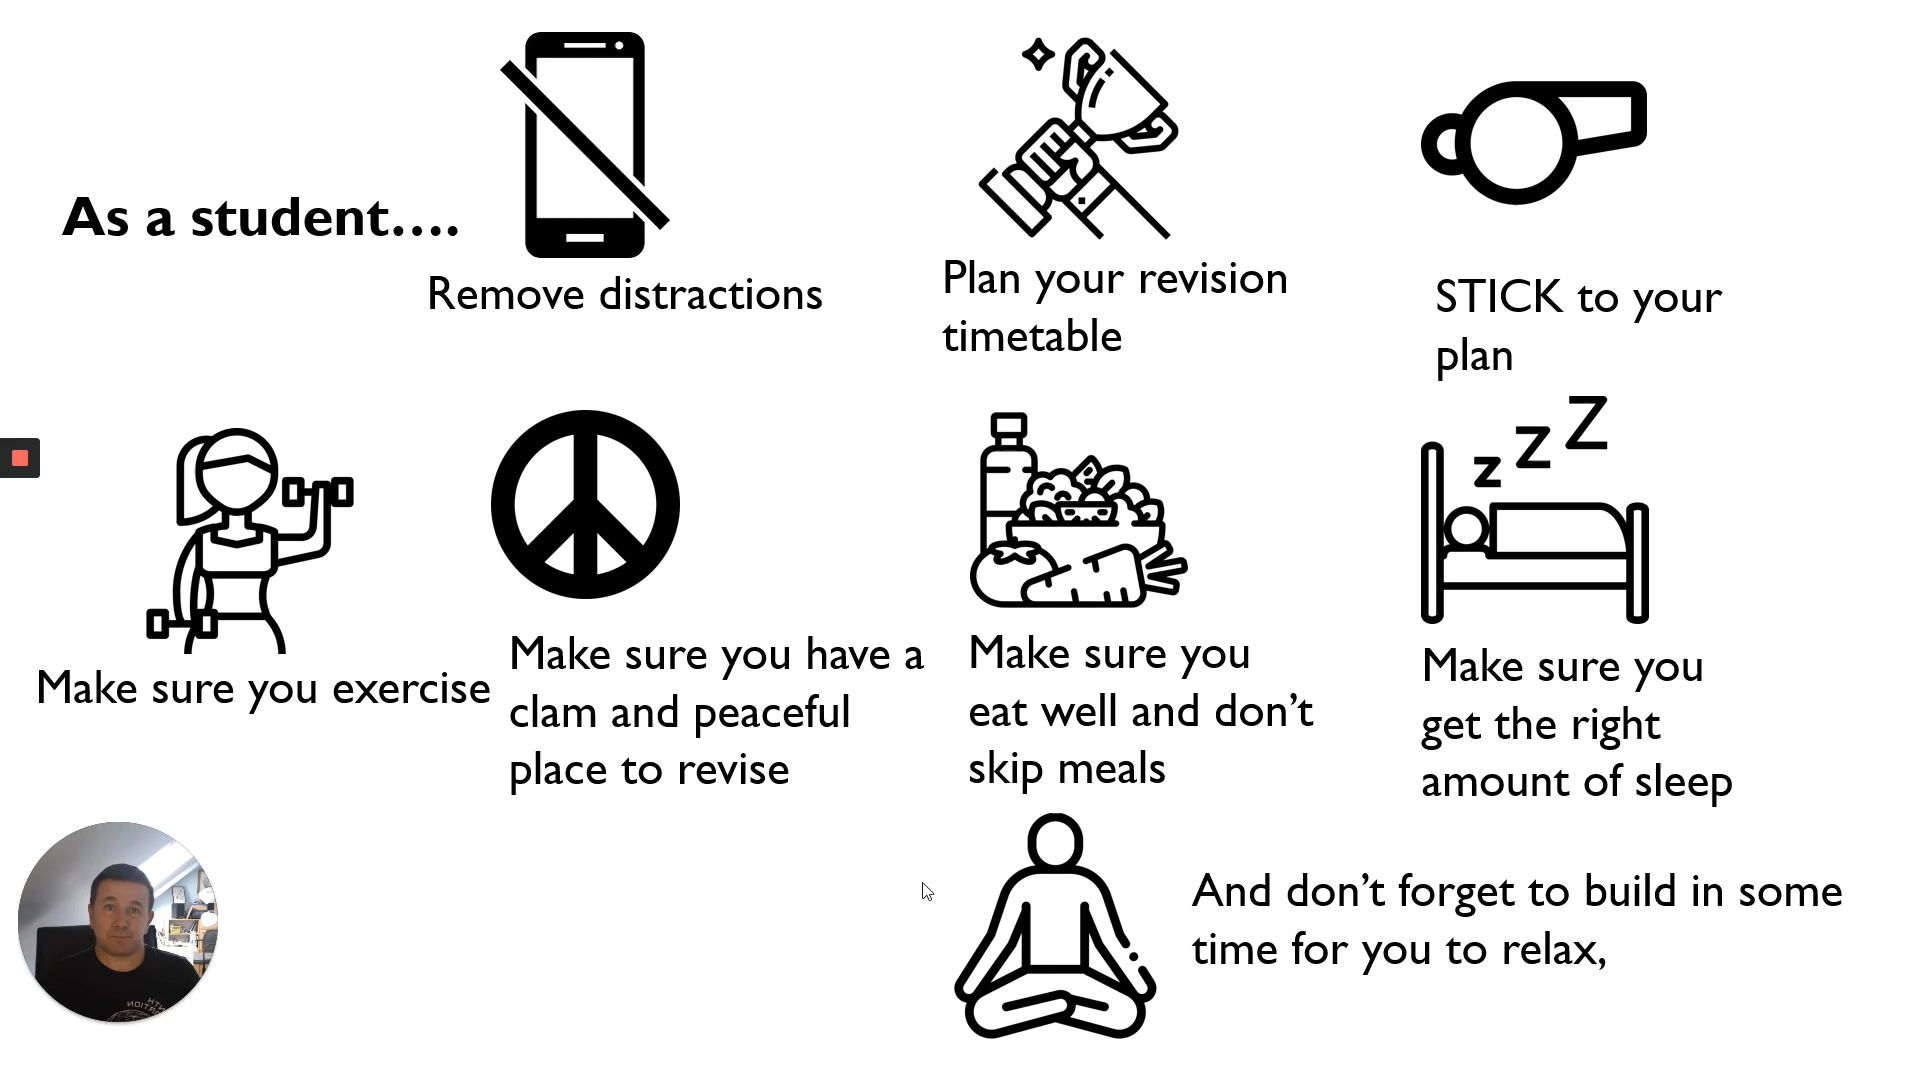 As a student....
Remove distractions
Plan your revision
timetable
STICK to your
plan
Make sure you exercise
Make sure you have a
clam and peaceful
place to revise
Make sure you
eat well and don’t
skip meals
z z Z
Make sure you
get the right
amount of sleep
And don’t forget to build in some
time for you to relax,